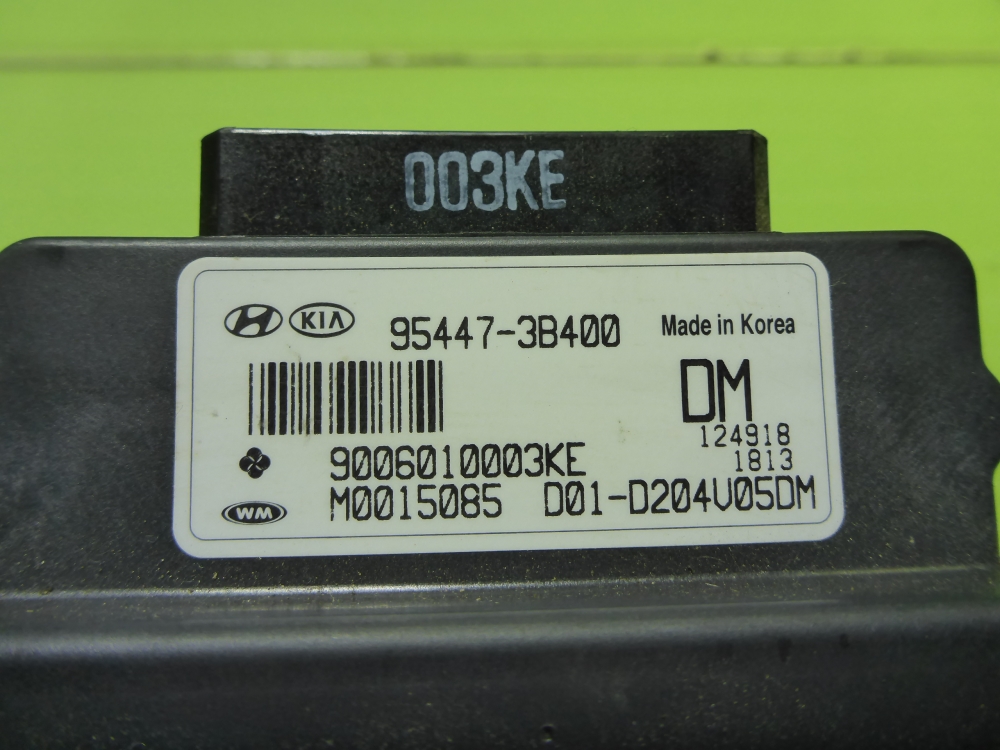 003KE
KIA 95447-3B400 Made in Korea
DM
124918
9006010003KE 1813
WM M0015085 D01-D204V05DM